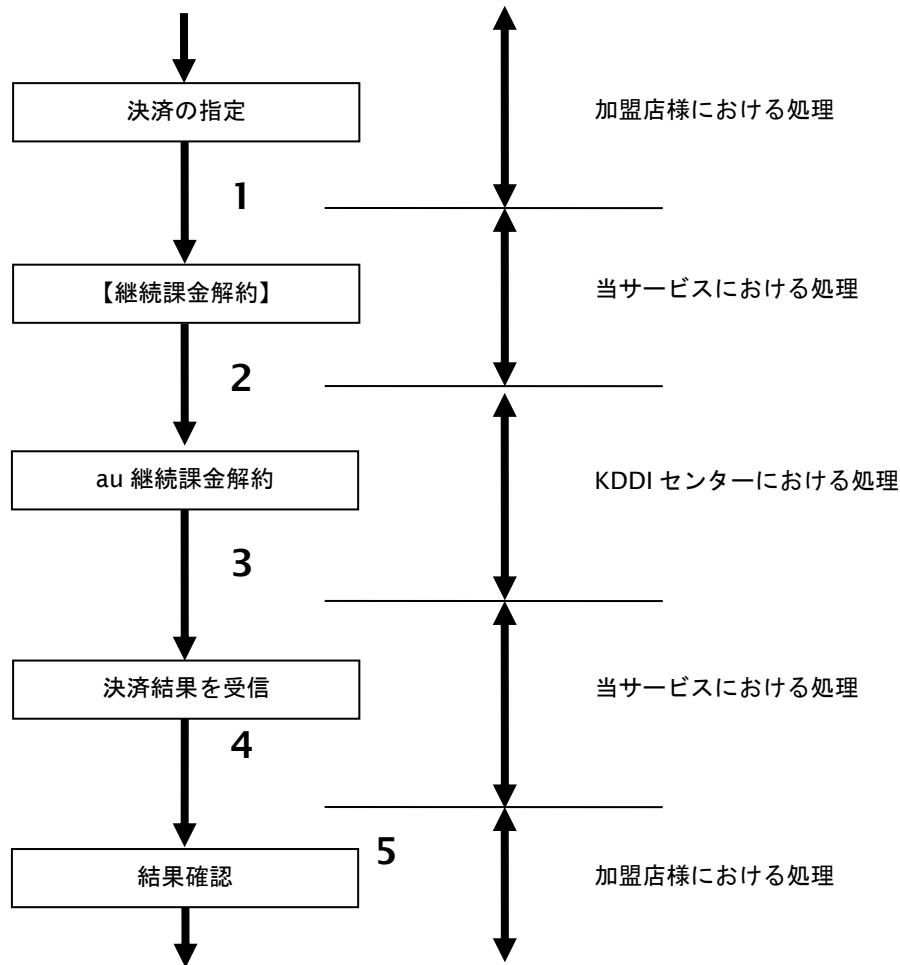 決済の指定
加盟店様における処理
1
【継続課金解約】
当サービスにおける処理
2
au 継続課金解約
KDDI センターにおける処理
3
決済結果を受信
当サービスにおける処理
4
5
結果確認
加盟店様における処理